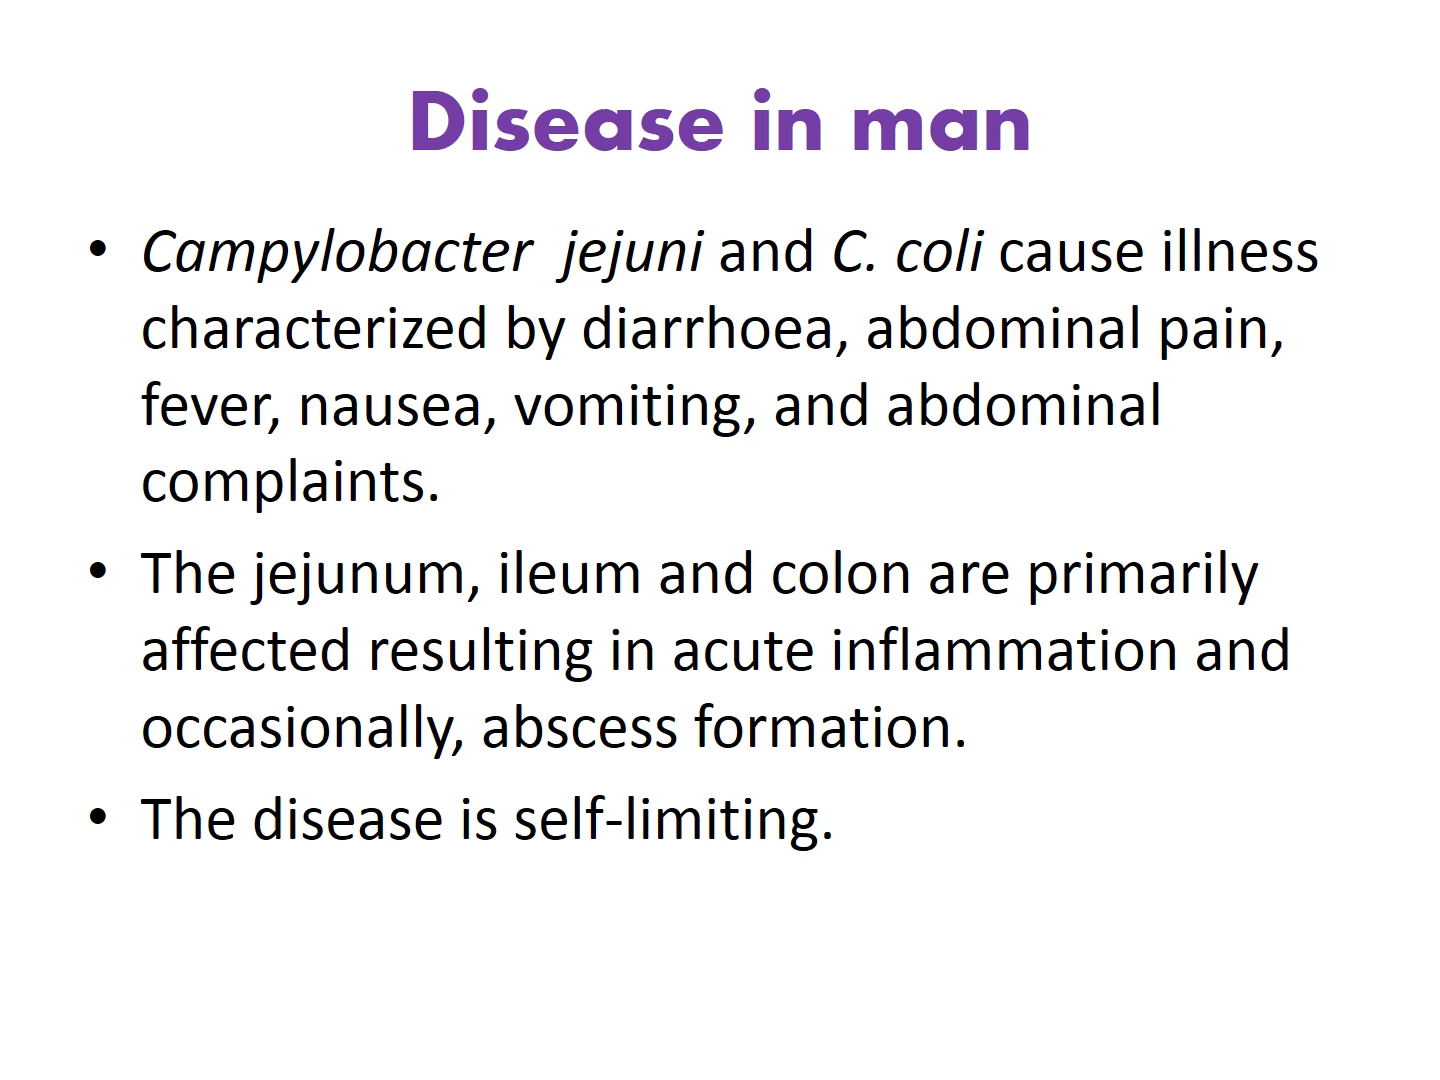 Disease in man
• Campylobacter  jejuni and C. coli cause illness
characterized by diarrhoea, abdominal pain,
fever, nausea, vomiting, and abdominal
complaints.
• The jejunum, ileum and colon are primarily
affected resulting in acute inflammation and
occasionally, abscess formation.
• The disease is self-limiting.